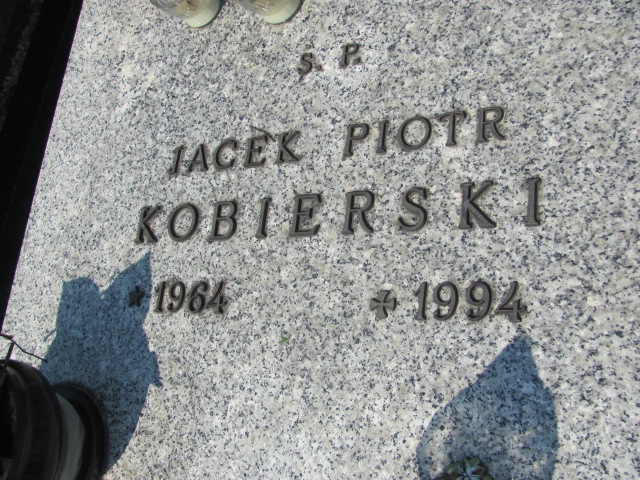 Ś. P.
JACEK PIOTR
KOBIERSKI
* 1964 ✠ 1994